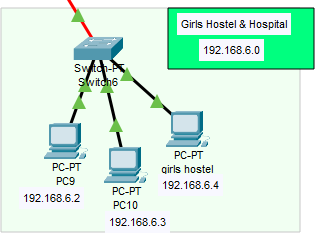 Girls Hostel & Hospital
192.168.6.0
Switch-PT
Switch6
PC-PT
PC9
192.168.6.2
PC-PT
PC10
192.168.6.3
PC-PT
girls hostel
192.168.6.4